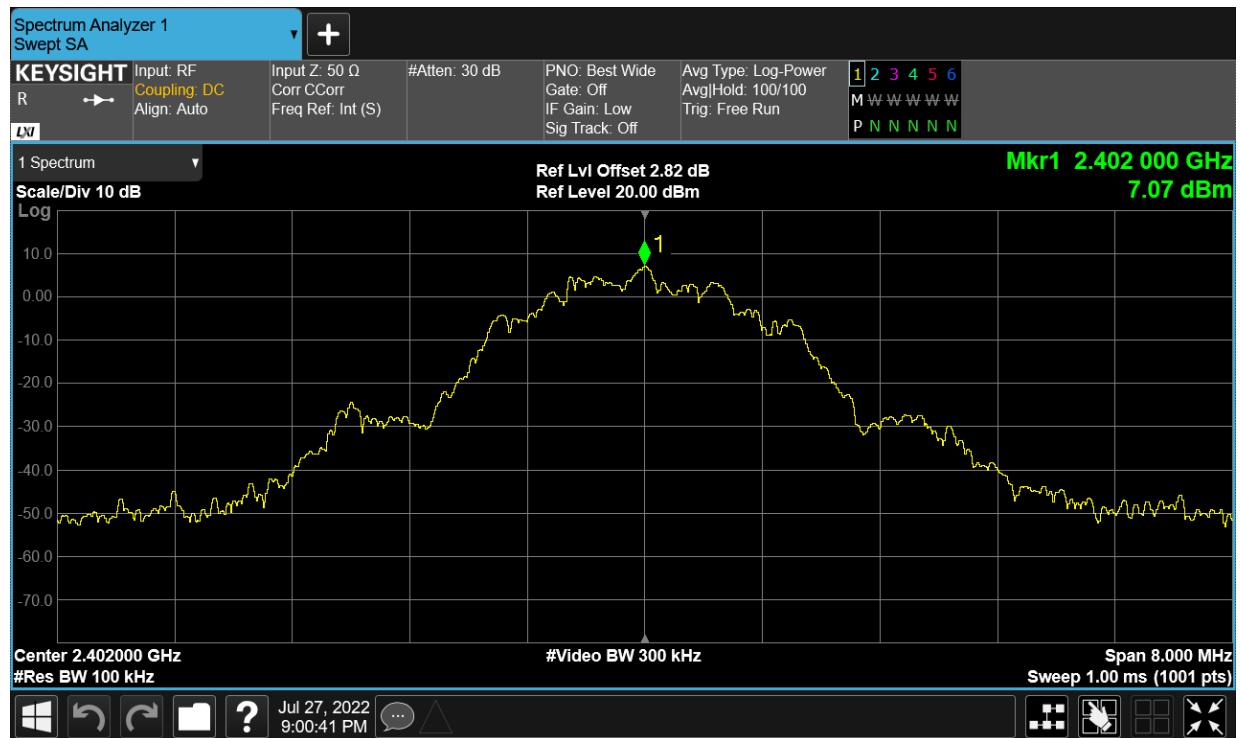 Spectrum Analyzer 1
Swept SA
KEYSIGHT
R
LXI
Input: RF
Coupling: DC
Align: Auto
Input Z: 50 Ω
Corr CCorr
Freq Ref: Int (S)
#Atten: 30 dB
PNO: Best Wide
Gate: Off
IF Gain: Low
Sig Track: Off
Avg Type: Log-Power
Avg|Hold: 100/100
Trig: Free Run
1 2 3 4 5 6
M W W W W W
P N N N N N
1 Spectrum
Scale/Div 10 dB
Log
Ref Lvl Offset 2.82 dB
Ref Level 20.00 dBm
Mkr1 2.402 000 GHz
7.07 dBm
1
10.0
0.00
-10.0
-20.0
-30.0
-40.0
-50.0
-60.0
-70.0
Center 2.402000 GHz
#Res BW 100 kHz
#Video BW 300 kHz
Span 8.000 MHz
Sweep 1.00 ms (1001 pts)
?
Jul 27, 2022
9:00:41 PM